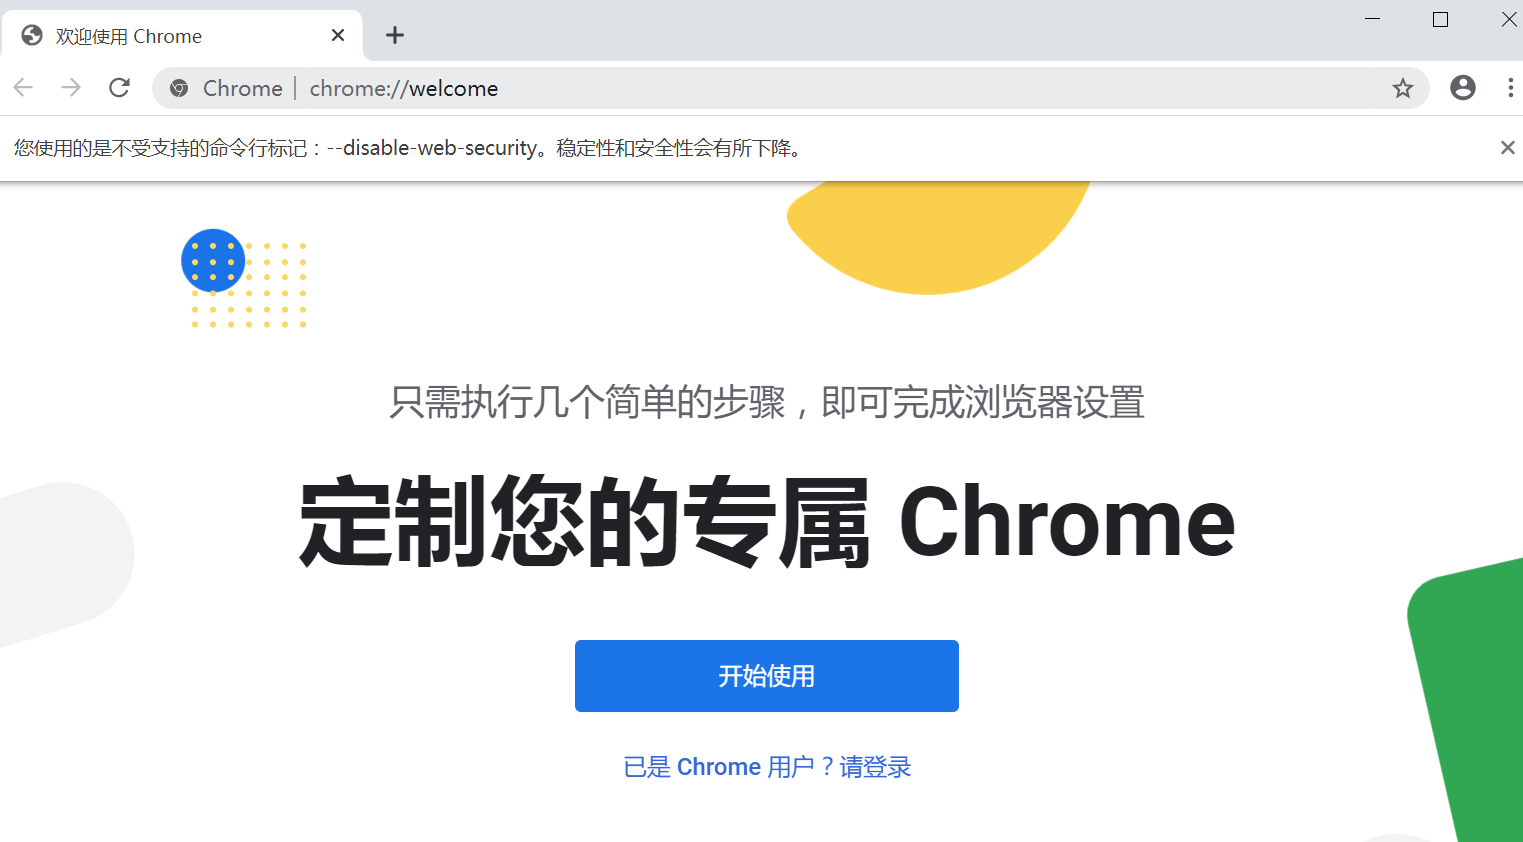 欢迎使用 Chrome
Chrome | chrome://welcome
您使用的是不受支持的命令行标记：--disable-web-security。稳定性和安全性会有所下降。
只需执行几个简单的步骤，即可完成浏览器设置
定制您的专属 Chrome
开始使用
已是 Chrome 用户？请登录